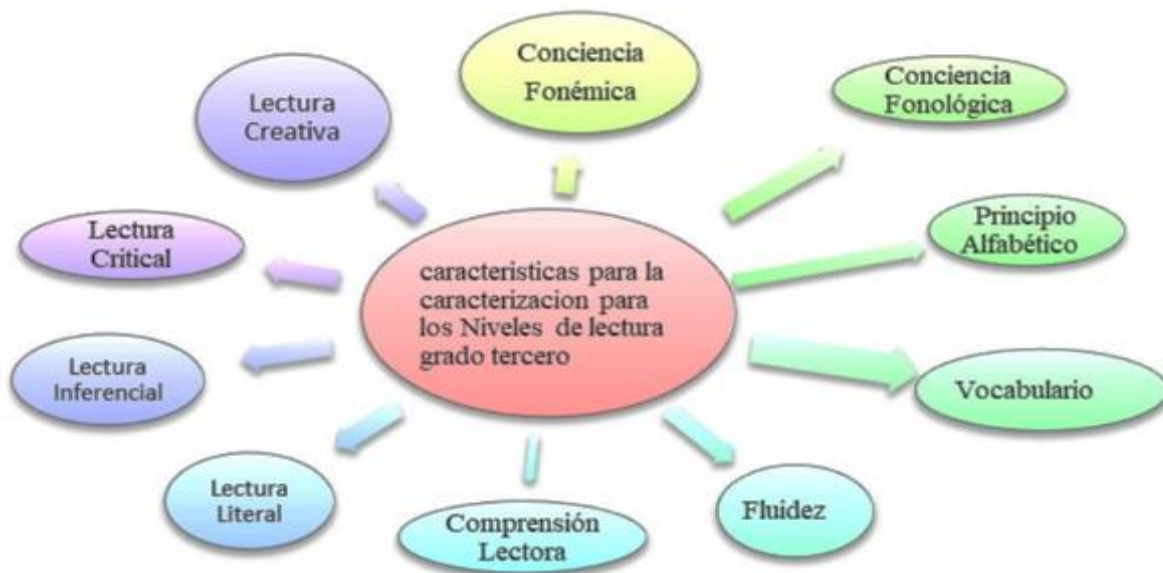 Conciencia
Fonémica
Conciencia
Fonológica
Lectura
Creativa
Principio
Alfabético
Lectura
Critical
caracteristicas para la
caracterizacion para
los Niveles de lectura
grado tercero
Lectura
Inferencial
Vocabulario
Lectura
Literal
Comprensión
Lectora
Fluidez